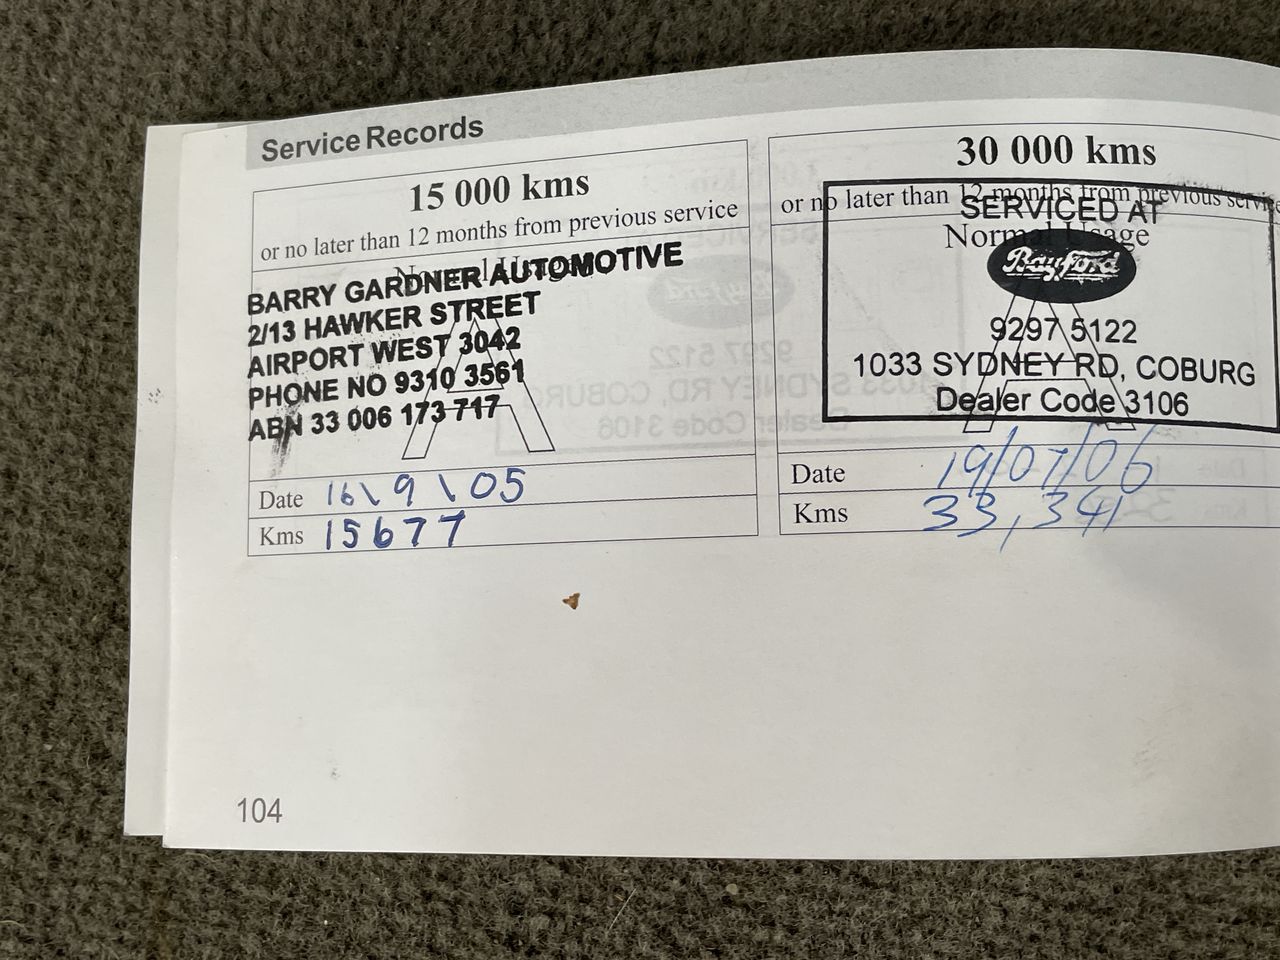 Service Records
15 000 kms
or no later than 12 months from previous service
Normal Usage
BARRY GARDNER AUTOMOTIVE
2/13 HAWKER STREET
AIRPORT WEST 3042
PHONE NO 9310 3561
ABN 33 006 173 717
A
Date 16\9\05
Kms 15677
30 000 kms
or no later than 12 months from previous service
Normal Usage
SERVICED AT
Bayford
9297 5122
1033 SYDNEY RD, COBURG
Dealer Code 3106
A
Date 19/07/06
Kms 33,341
104